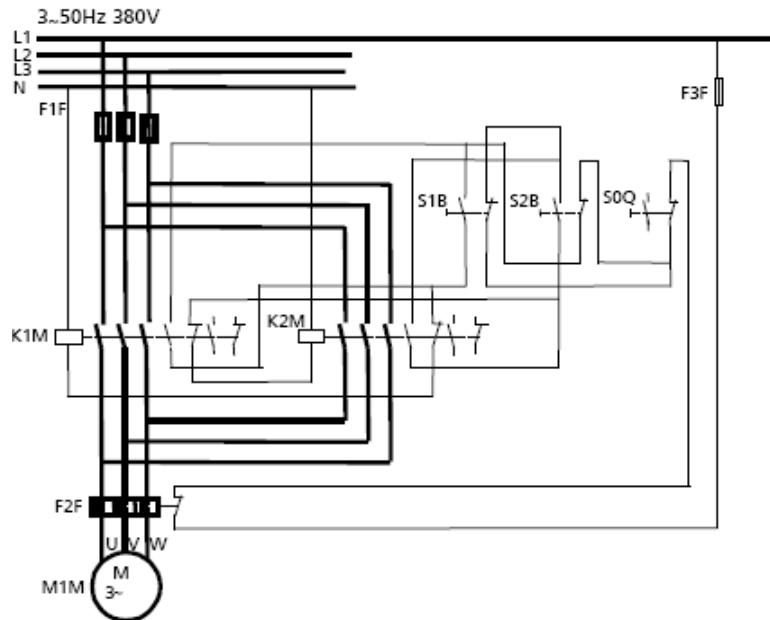 3~50Hz 380V
L1
L2
L3
N
F1F
F3F
S1B
S2B
S0Q
K1M
K2M
F2F
U V W
M1M
M
3~